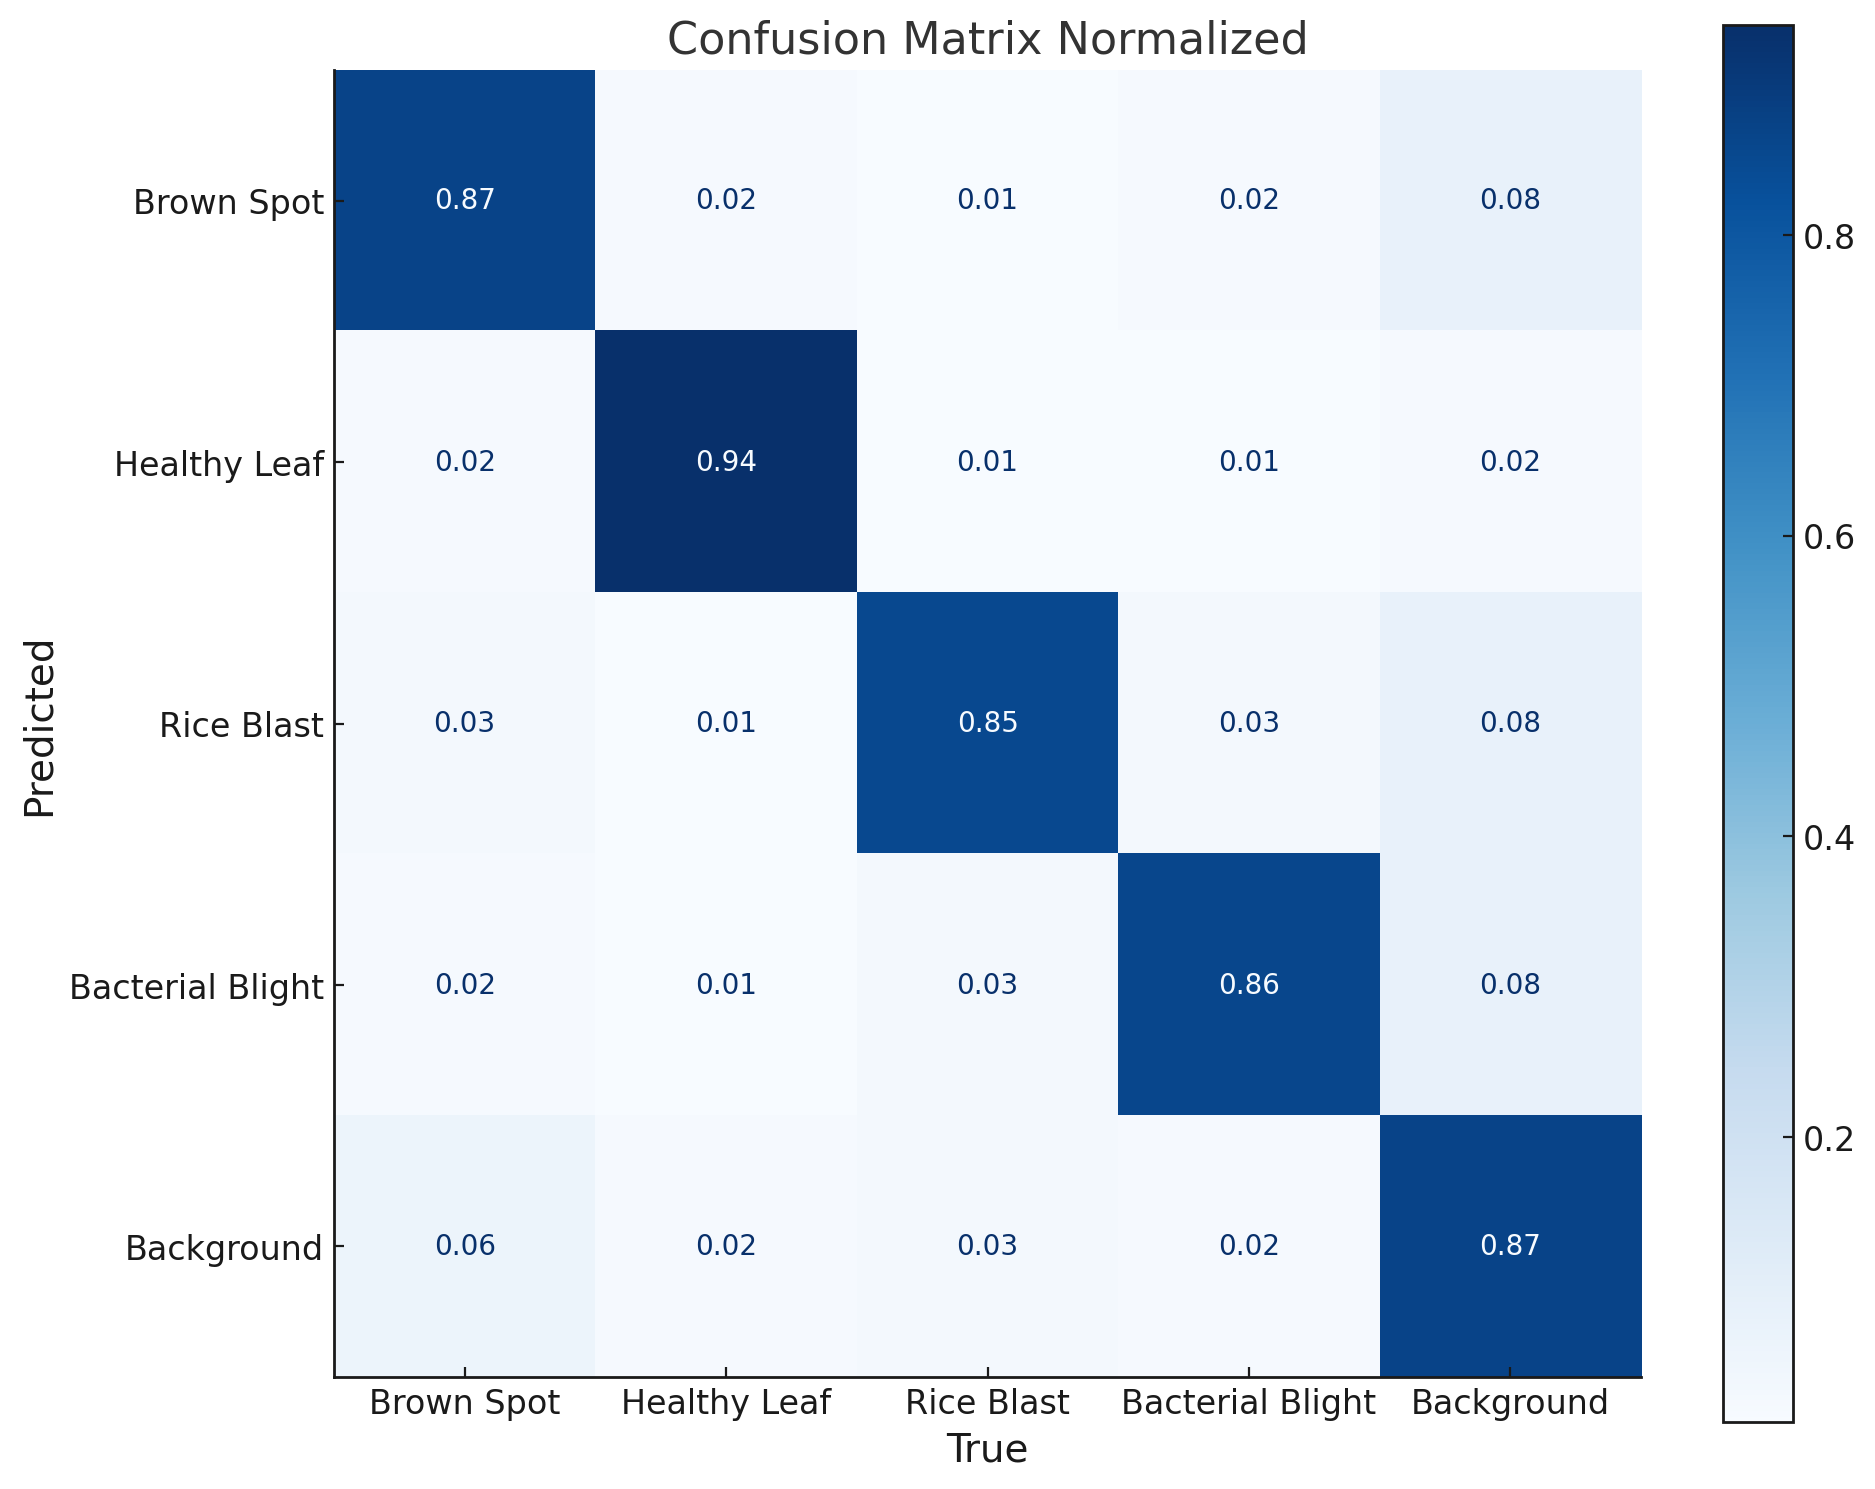 Confusion Matrix Normalized
Brown Spot 0.87 0.02 0.01 0.02 0.08
Healthy Leaf 0.02 0.94 0.01 0.01 0.02
Rice Blast 0.03 0.01 0.85 0.03 0.08
Bacterial Blight 0.02 0.01 0.03 0.86 0.08
Background 0.06 0.02 0.03 0.02 0.87
Brown Spot Healthy Leaf Rice Blast Bacterial Blight Background
True
Predicted
0.8
0.6
0.4
0.2